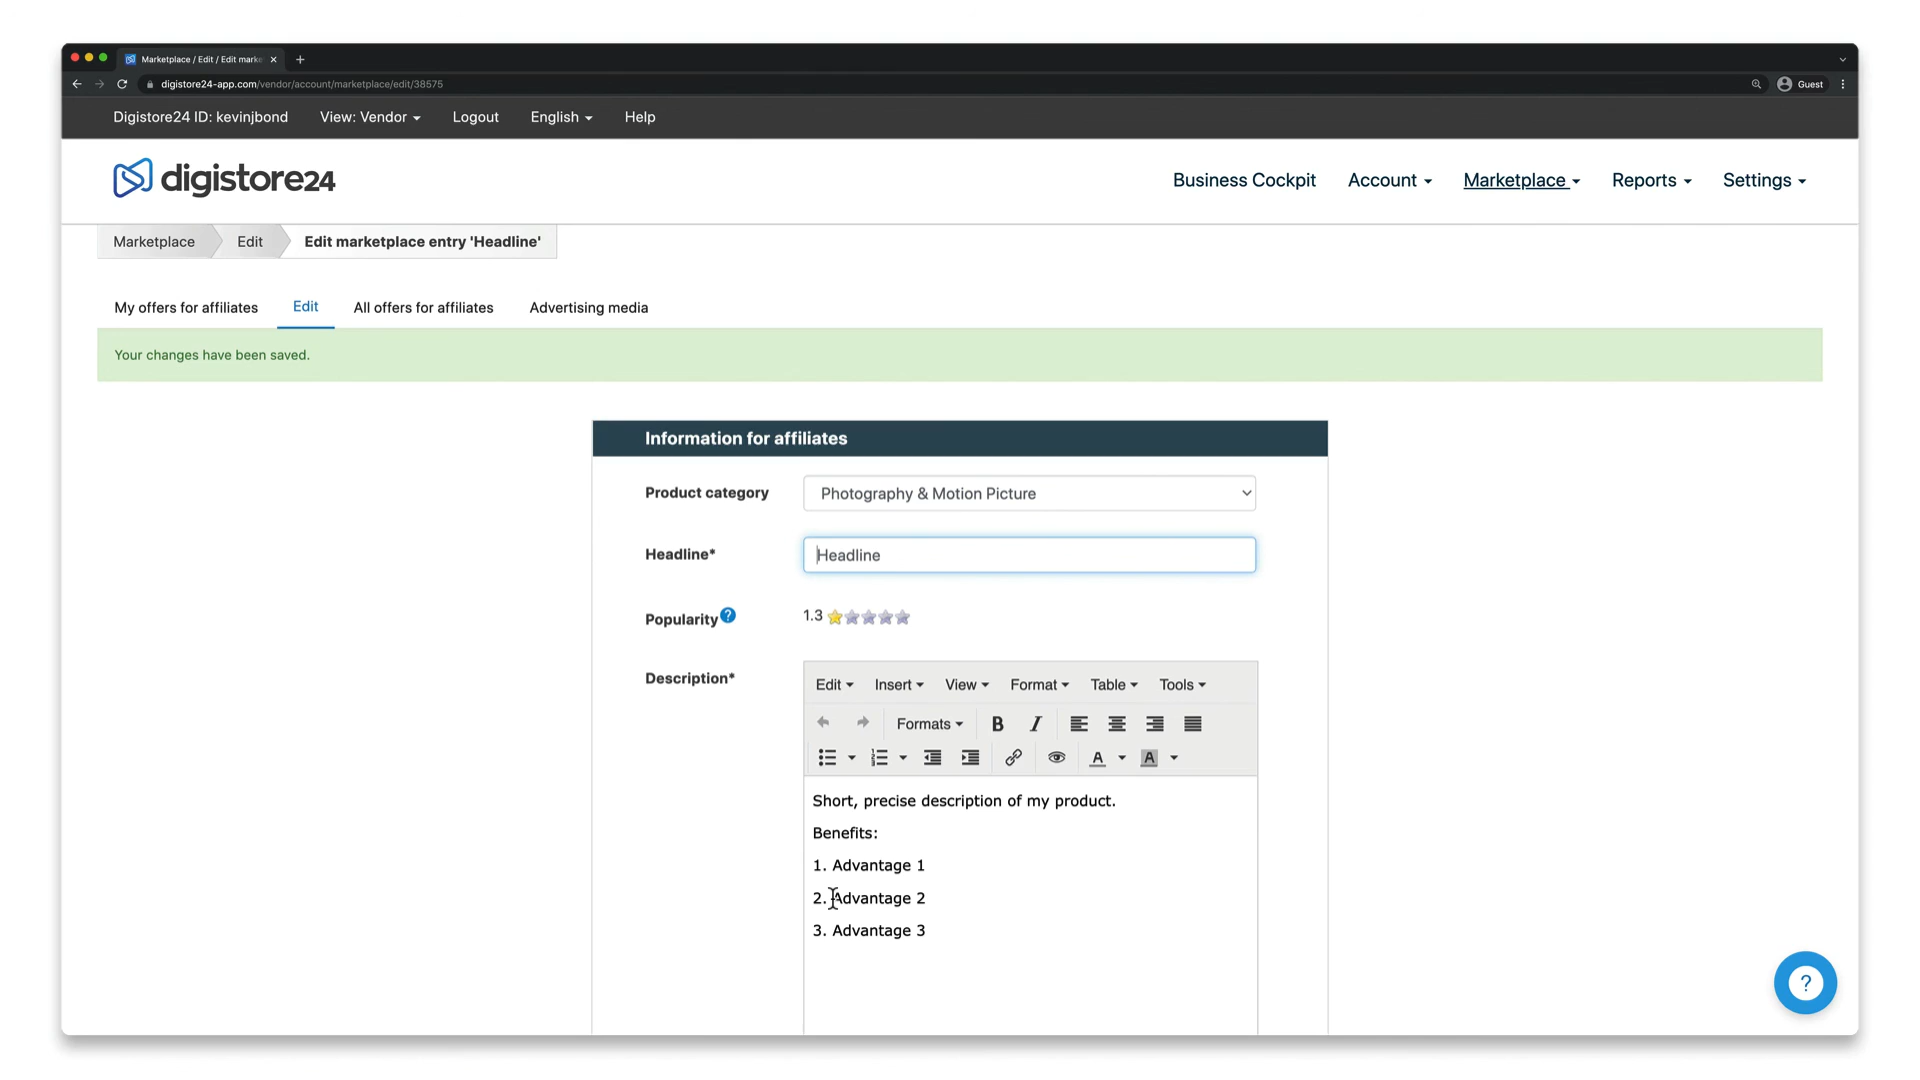 Marketplace / Edit / Edit marke
digistore24-app.com/vendor/account/marketplace/edit/38575
Guest
Digistore24 ID: kevinjbond
View: Vendor
Logout
English
Help
digistore24
Business Cockpit
Account
Marketplace
Reports
Settings
Marketplace
Edit
Edit marketplace entry 'Headline'
My offers for affiliates
Edit
All offers for affiliates
Advertising media
Your changes have been saved.
Information for affiliates
Product category
Photography & Motion Picture
Headline*
Headline
Popularity ?
1.3
Description*
Edit
Insert
View
Format
Table
Tools
Formats
B
I
A
A
Short, precise description of my product.
Benefits:
1. Advantage 1
2. Advantage 2
3. Advantage 3
?